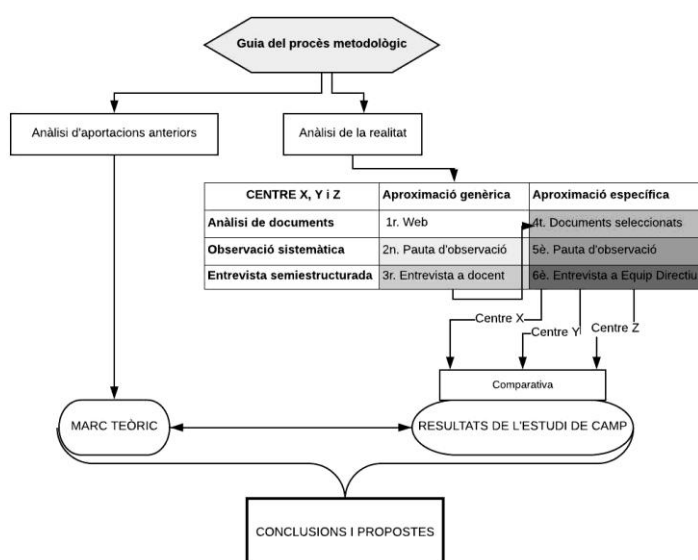 Guia del procès metodològic
Anàlisi d'aportacions anteriors
Anàlisi de la realitat
CENTRE X, Y i Z Aproximació genèrica Aproximació específica
Anàlisi de documents 1r. Web 4t. Documents seleccionats
Observació sistemàtica 2n. Pauta d'observació 5è. Pauta d'observació
Entrevista semiestructurada 3r. Entrevista a docent 6è. Entrevista a Equip Directiu
Centre X
Centre Y
Centre Z
Comparativa
MARC TEÒRIC
RESULTATS DE L'ESTUDI DE CAMP
CONCLUSIONS I PROPOSTES